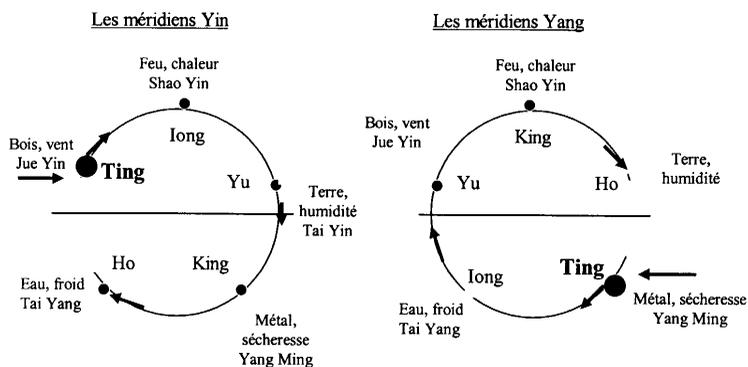 Les méridiens Yin
Feu, chaleur
Shao Yin
Bois, vent
Jue Yin
Iong
Ting
Yu
Terre,
humidité
Tai Yin
Ho
King
Eau, froid
Tai Yang
Métal,
sécheresse
Yang Ming
Les méridiens Yang
Feu, chaleur
Shao Yin
Bois, vent
Jue Yin
King
Yu
Ho
Terre,
humidité
Iong
Ting
Eau, froid
Tai Yang
Métal, sécheresse
Yang Ming